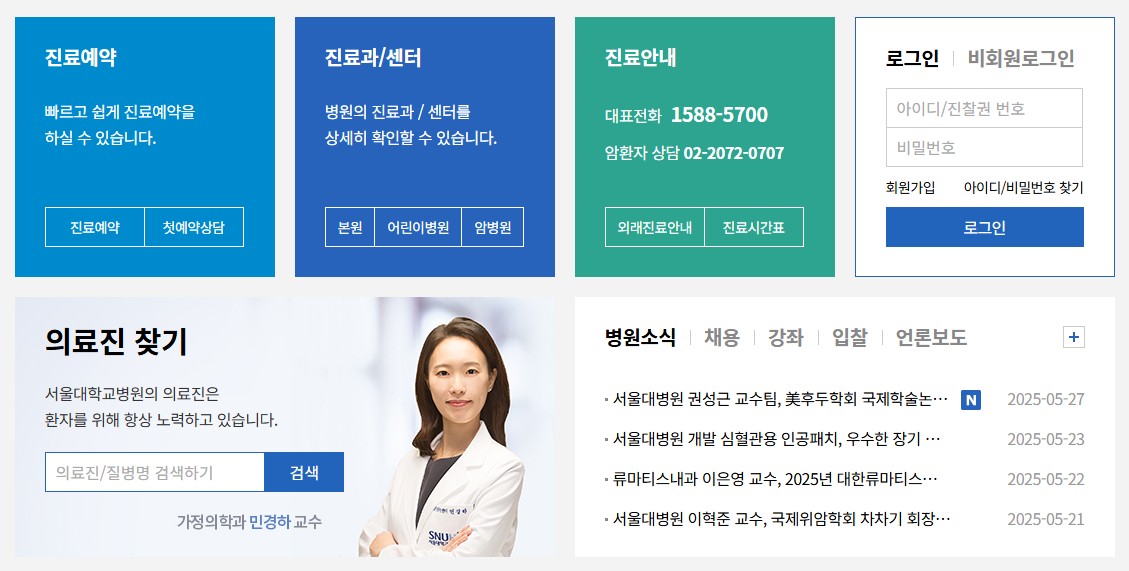 진료예약
빠르고 쉽게 진료예약을
하실 수 있습니다.
진료예약 첫예약상담
진료과/센터
병원의 진료과 / 센터를
상세히 확인할 수 있습니다.
본원 어린이병원 암병원
진료안내
대표전화 1588-5700
암환자 상담 02-2072-0707
외래진료안내 진료시간표
로그인 비회원로그인
아이디/진찰권 번호
비밀번호
회원가입 아이디/비밀번호 찾기
로그인
의료진 찾기
서울대학교병원의 의료진은
환자를 위해 항상 노력하고 있습니다.
의료진/질병명 검색하기 검색
가정의학과 민경하 교수
SNU
병원소식 채용 강좌 입찰 언론보도 +
서울대병원 권성근 교수팀, 美후두학회 국제학술논… N 2025-05-27
서울대병원 개발 심혈관용 인공패치, 우수한 장기 … 2025-05-23
류마티스내과 이은영 교수, 2025년 대한류마티스… 2025-05-22
서울대병원 이혁준 교수, 국제위암학회 차차기 회장… 2025-05-21